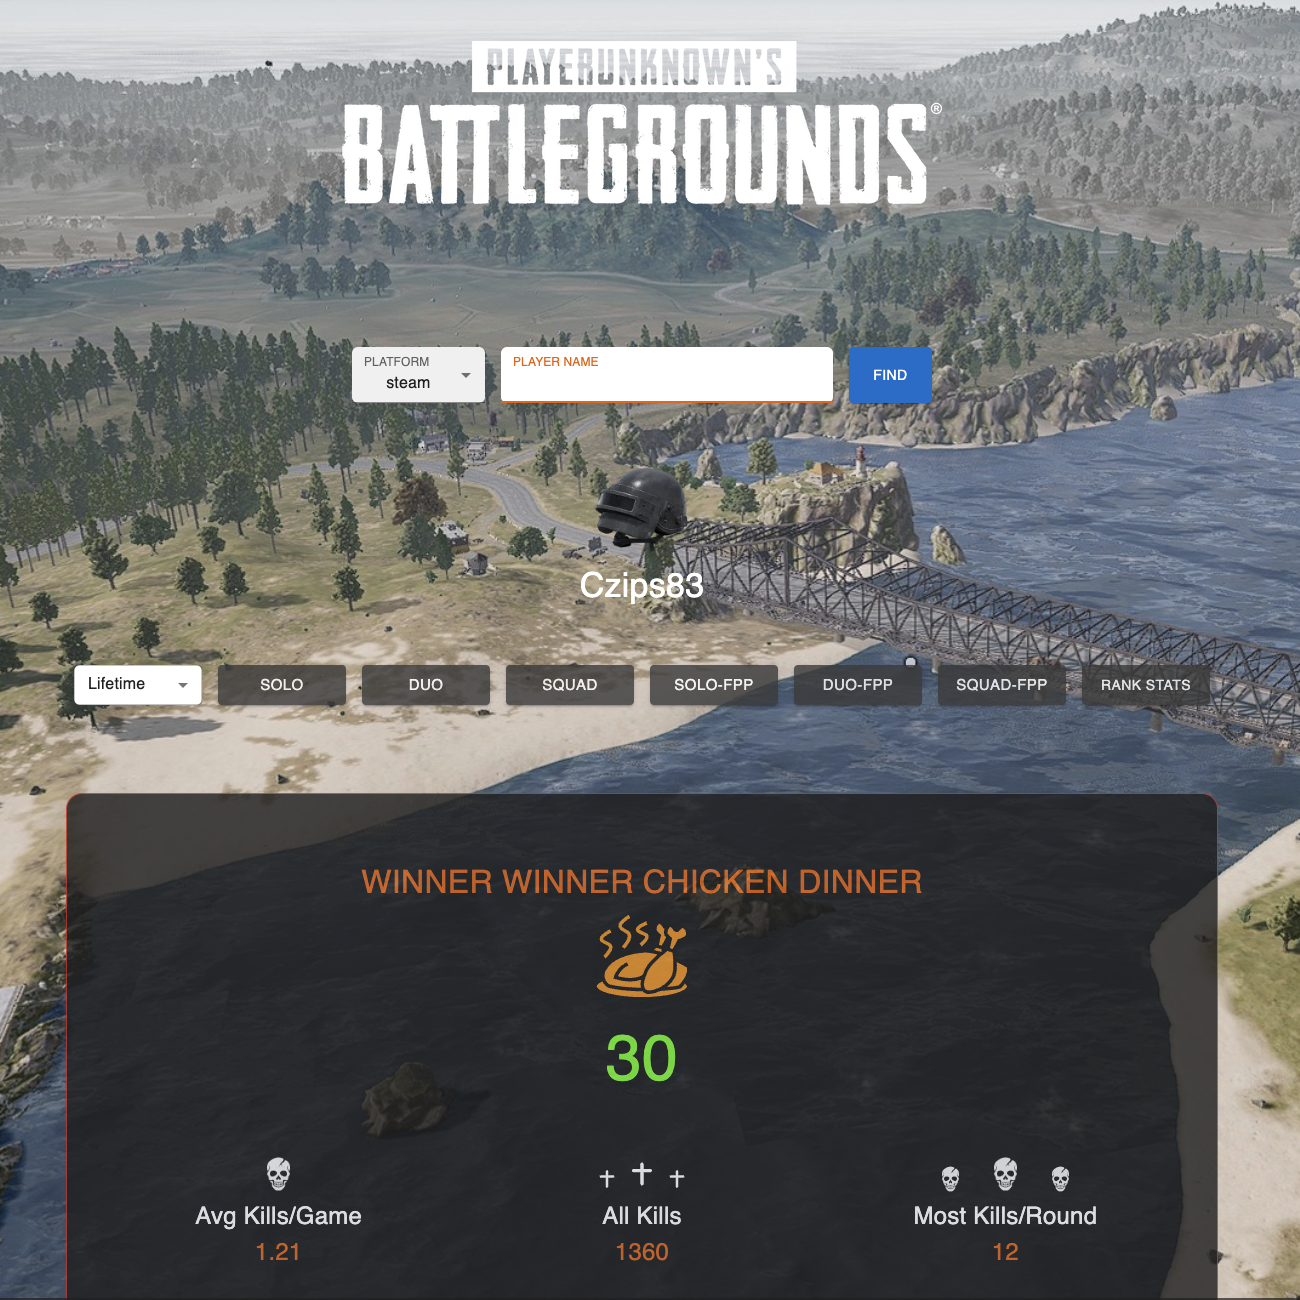 PLAYERUNKNOWN'S
BATTLEGROUNDS®
PLATFORM
steam
PLAYER NAME
FIND
Czips83
Lifetime
SOLO
DUO
SQUAD
SOLO-FPP
DUO-FPP
SQUAD-FPP
RANK STATS
WINNER WINNER CHICKEN DINNER
30
Avg Kills/Game
1.21
All Kills
1360
Most Kills/Round
12